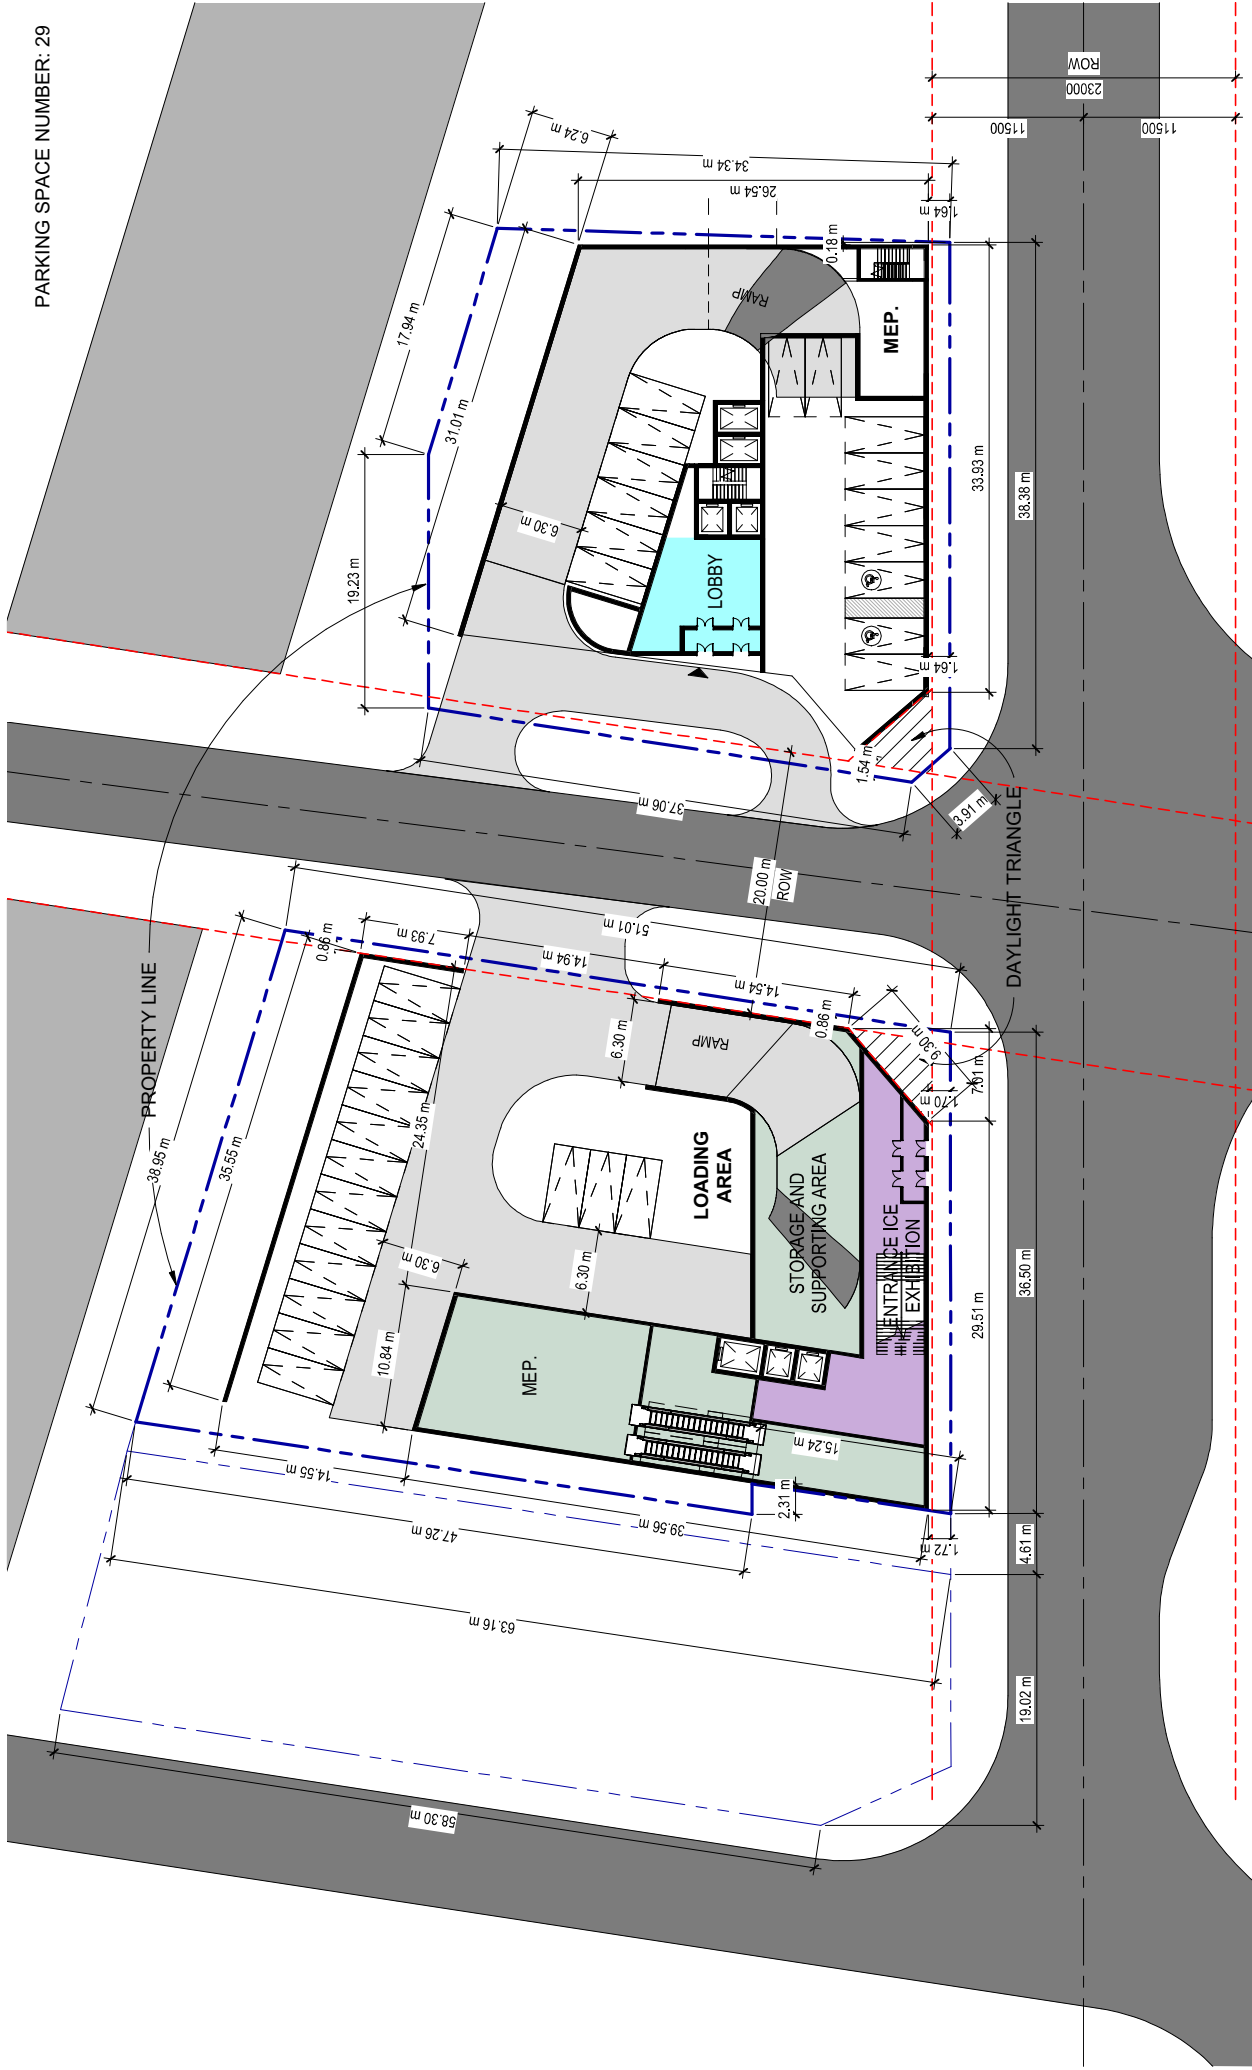 PARKING SPACE NUMBER: 29
6.24 m
34.34 m
26.54 m
1.64 m
17.94 m
31.01 m
19.23 m
6.30 m
0.18 m
RAMP
MEP.
LOBBY
33.93 m
38.38 m
1.64 m
1.54 m
3.91 m
37.06 m
ROW
23000
11500
11500
20.00 m
ROW
DAYLIGHT TRIANGLE
PROPERTY LINE
51.01 m
7.93 m
0.86 m
14.94 m
14.54 m
0.86 m
9.30 m
7.01 m
1.70 m
38.95 m
35.55 m
24.35 m
6.30 m
RAMP
LOADING
AREA
6.30 m
6.30 m
STORAGE AND
SUPPORTING AREA
ENTRANCE ICE
EXHIBITION
MEP.
10.84 m
14.55 m
15.24 m
2.31 m
39.56 m
47.26 m
1.72 m
29.51 m
36.50 m
4.61 m
63.16 m
19.02 m
58.30 m